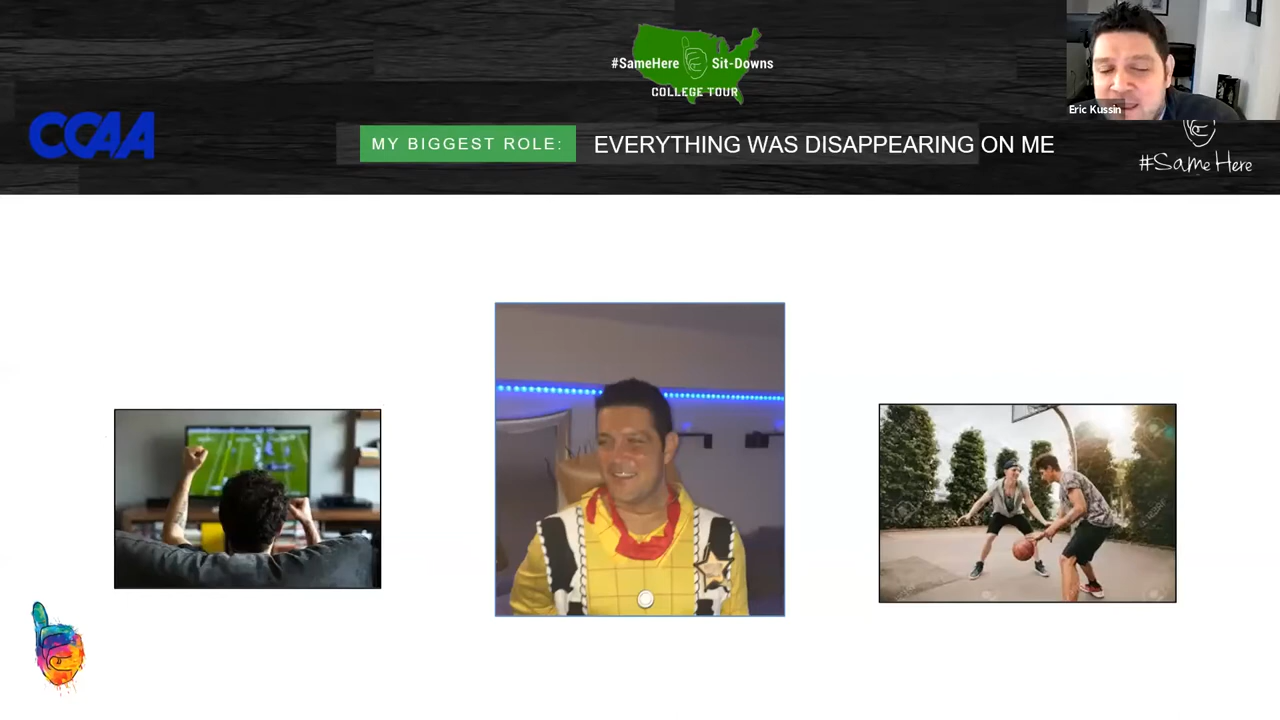 #SameHere Sit-Downs
COLLEGE TOUR
Eric Kussin
CCAA
MY BIGGEST ROLE: EVERYTHING WAS DISAPPEARING ON ME
#SameHere